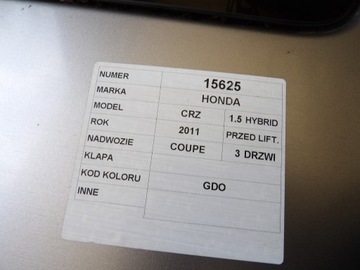 NUMER 15625
MARKA HONDA
MODEL CRZ 1.5 HYBRID
ROK 2011 PRZED LIFT.
NADWOZIE COUPE 3 DRZWI
KLAPA
KOD KOLORU GDO
INNE